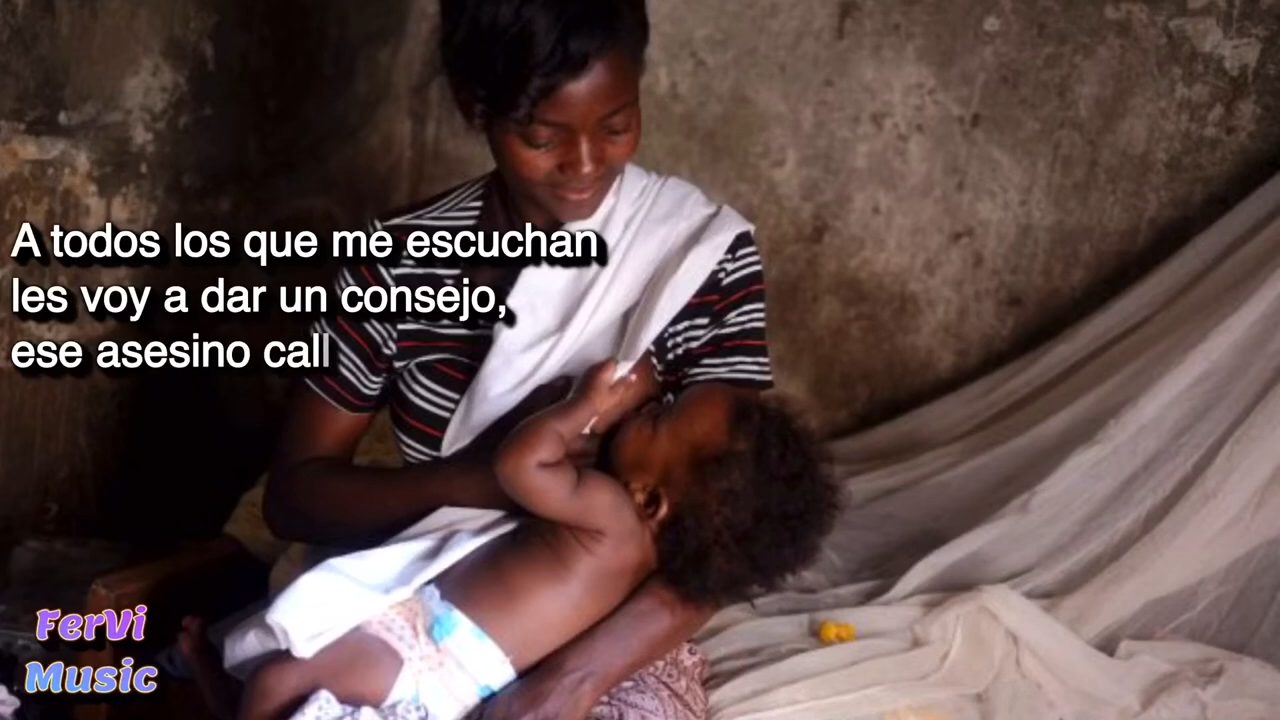 A todos los que me escuchan
les voy a dar un consejo,
ese asesino call
FerVi
Music